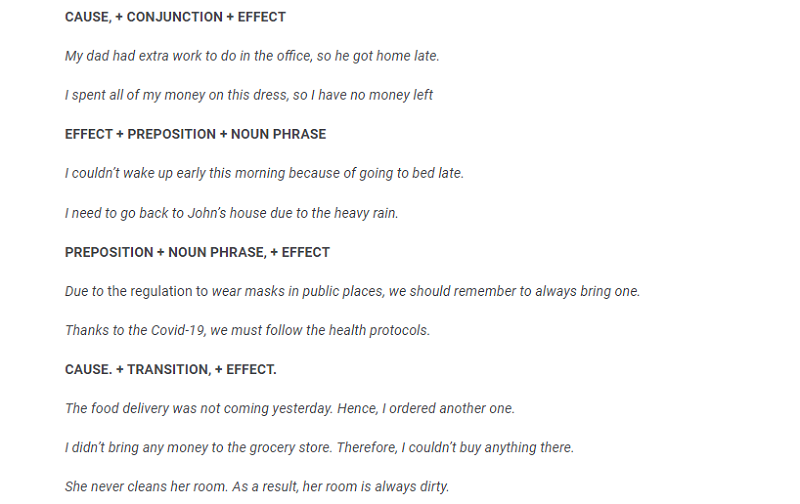 CAUSE, + CONJUNCTION + EFFECT
My dad had extra work to do in the office, so he got home late.
I spent all of my money on this dress, so I have no money left
EFFECT + PREPOSITION + NOUN PHRASE
I couldn’t wake up early this morning because of going to bed late.
I need to go back to John’s house due to the heavy rain.
PREPOSITION + NOUN PHRASE, + EFFECT
Due to the regulation to wear masks in public places, we should remember to always bring one.
Thanks to the Covid-19, we must follow the health protocols.
CAUSE. + TRANSITION, + EFFECT.
The food delivery was not coming yesterday. Hence, I ordered another one.
I didn’t bring any money to the grocery store. Therefore, I couldn’t buy anything there.
She never cleans her room. As a result, her room is always dirty.